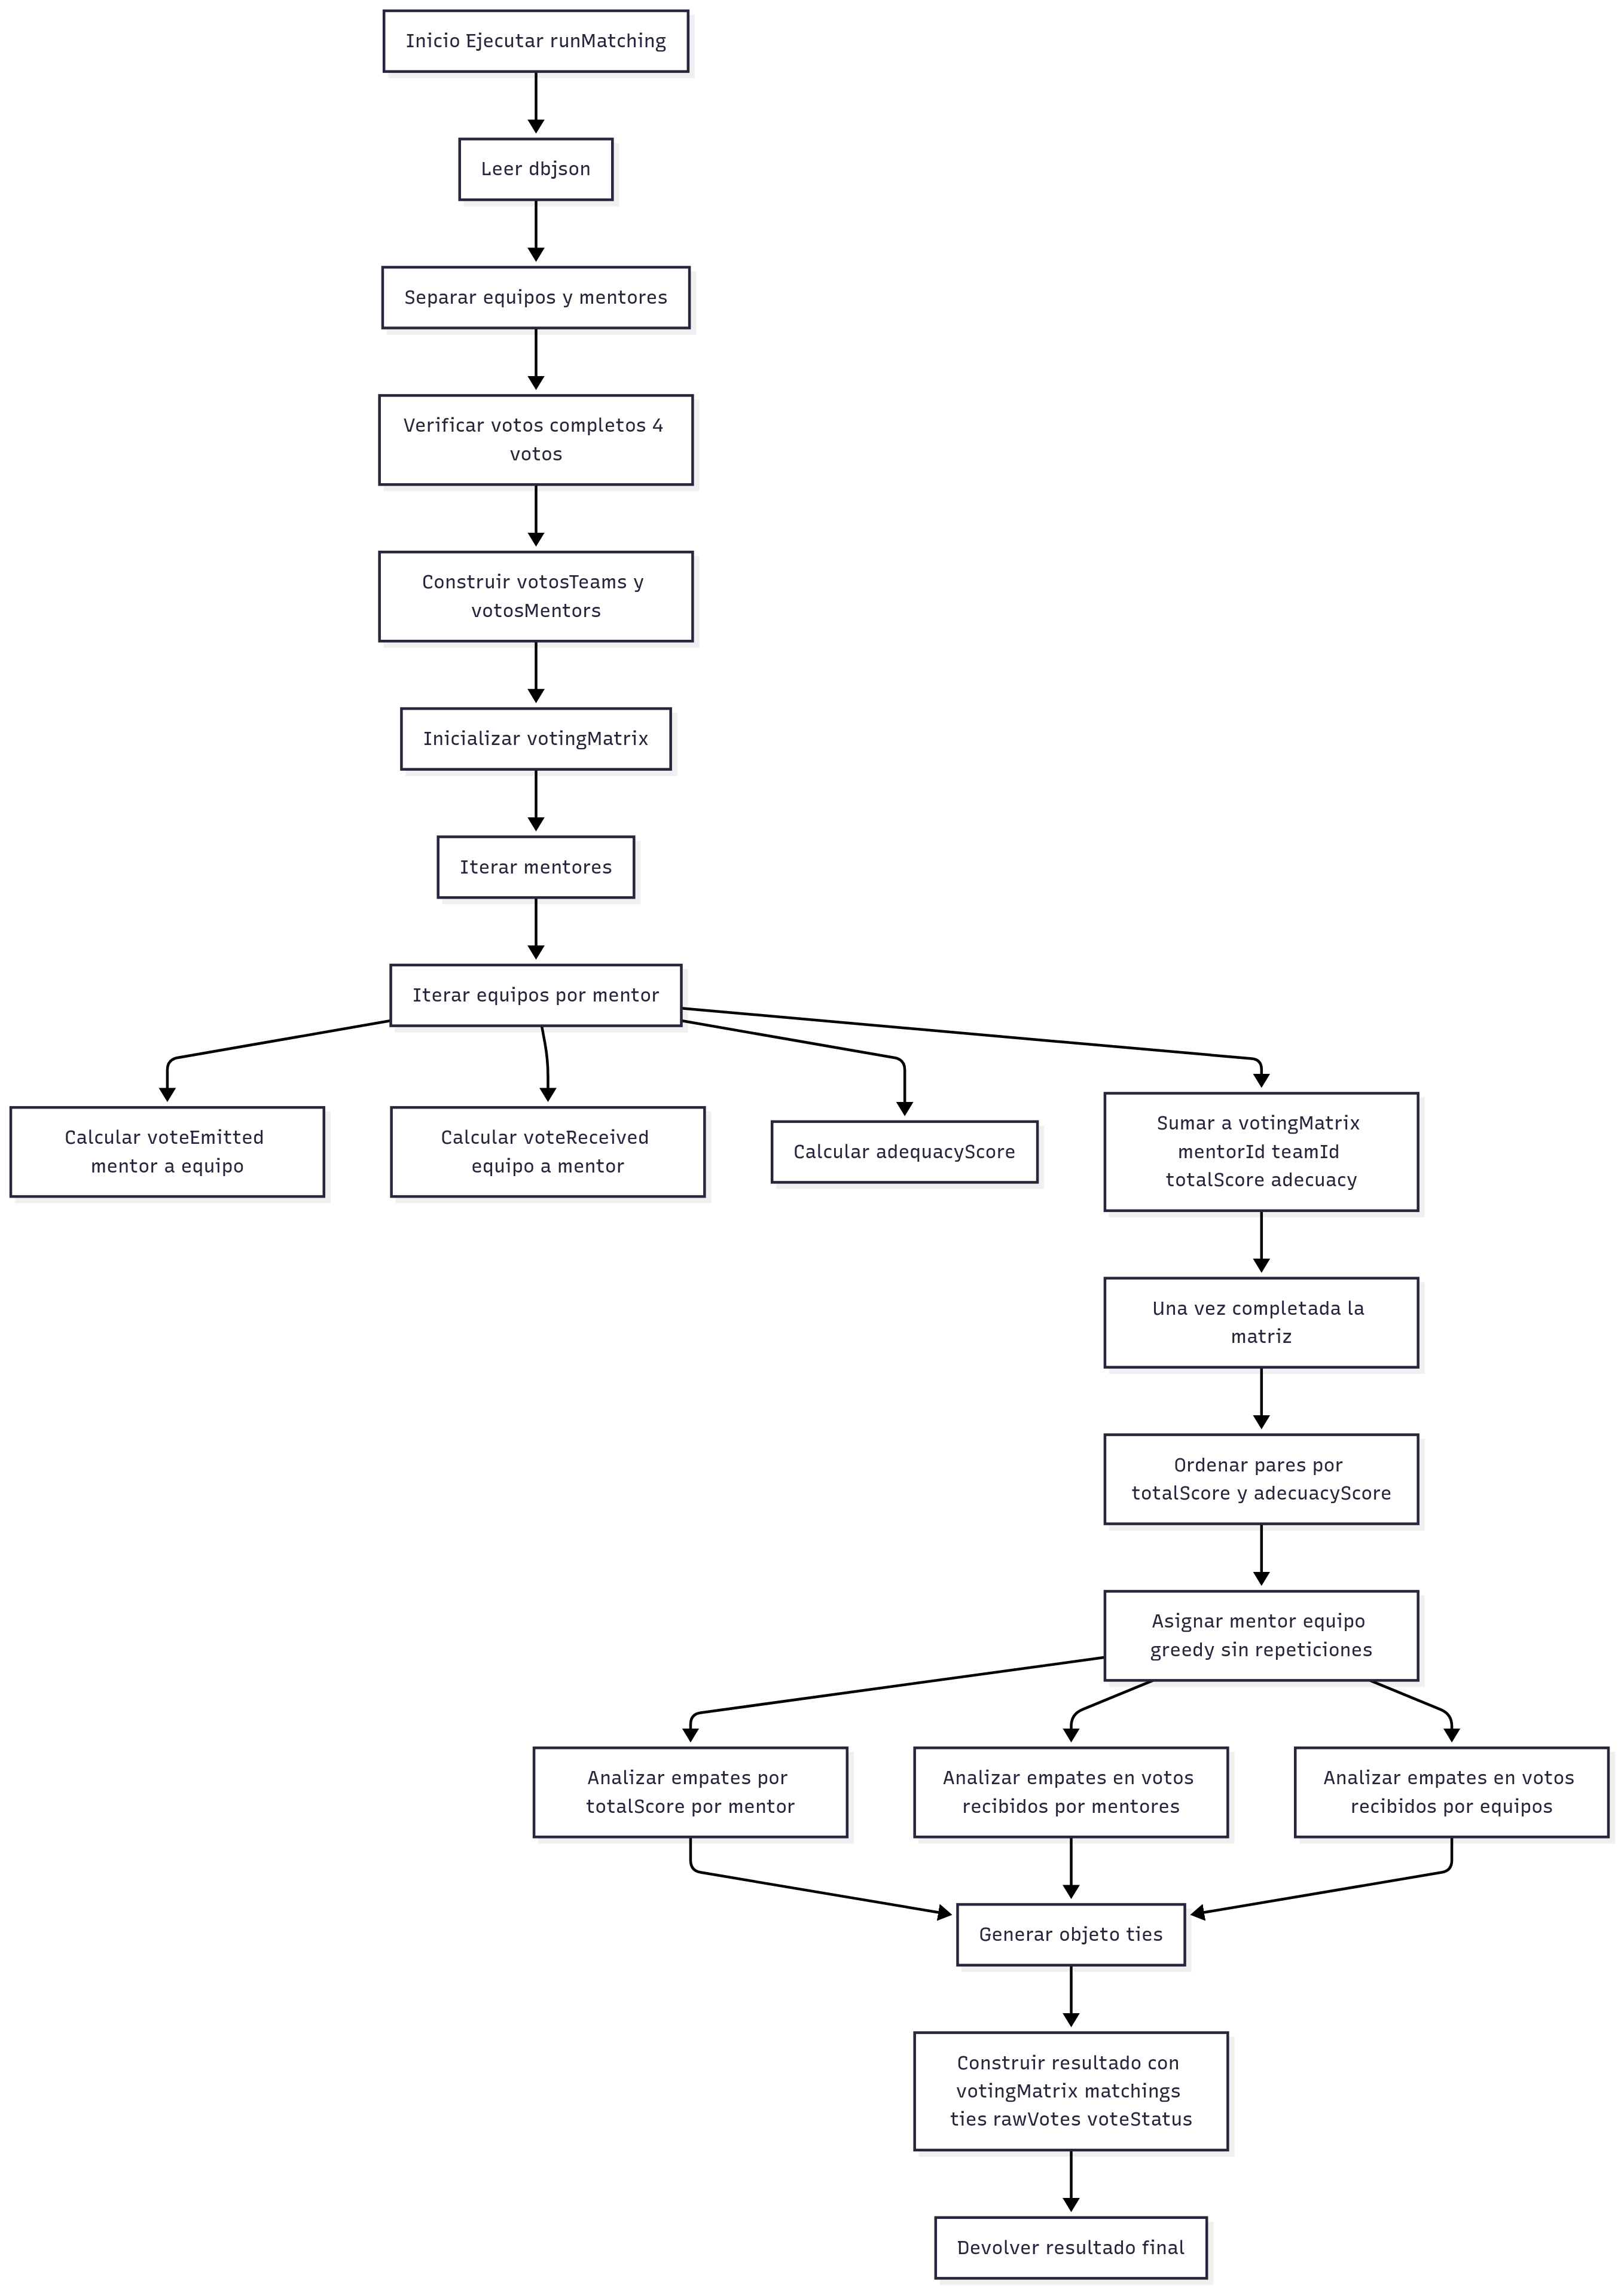 Inicio Ejecutar runMatching
Leer dbjson
Separar equipos y mentores
Verificar votos completos 4
votos
Construir votosTeams y
votosMentors
Inicializar votingMatrix
Iterar mentores
Iterar equipos por mentor
Calcular voteEmitted
mentor a equipo
Calcular voteReceived
equipo a mentor
Calcular adequacyScore
Sumar a votingMatrix
mentorId teamId
totalScore adecuacy
Una vez completada la
matriz
Ordenar pares por
totalScore y adecuacyScore
Asignar mentor equipo
greedy sin repeticiones
Analizar empates por
totalScore por mentor
Analizar empates en votos
recibidos por mentores
Analizar empates en votos
recibidos por equipos
Generar objeto ties
Construir resultado con
votingMatrix matchings
ties rawVotes voteStatus
Devolver resultado final